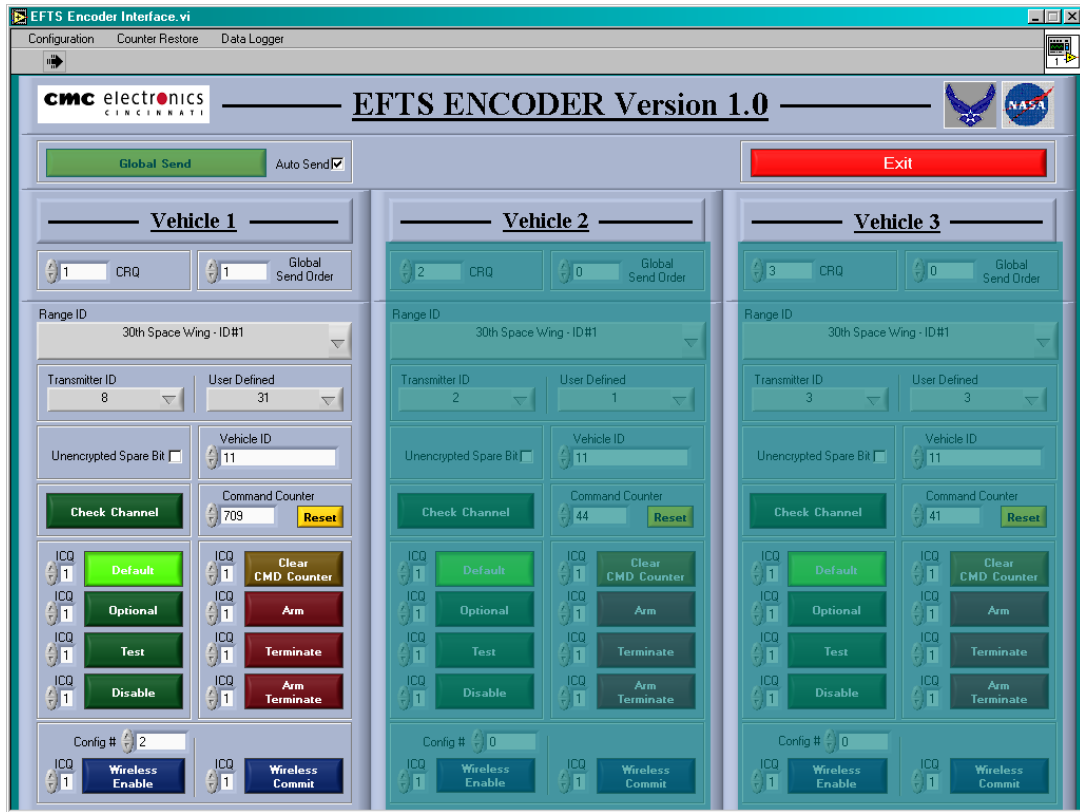 EFTS Encoder Interface.vi
Configuration Counter Restore Data Logger
1
cmc electronics
CINCINNATI
EFTS ENCODER Version 1.0
NASA
Global Send
Auto Send
Exit
Vehicle 1
1 CRQ
1 Global
Send Order
Range ID
30th Space Wing - ID#1
Transmitter ID
8
User Defined
31
Unencrypted Spare Bit
Vehicle ID
11
Check Channel
Command Counter
709 Reset
ICQ
1 Default
ICQ
1 Clear
CMD Counter
ICQ
1 Optional
ICQ
1 Arm
ICQ
1 Test
ICQ
1 Terminate
ICQ
1 Disable
ICQ
1 Arm
Terminate
Config # 2
ICQ
1 Wireless
Enable
ICQ
1 Wireless
Commit
Vehicle 2
2 CRQ
0 Global
Send Order
Range ID
30th Space Wing - ID#1
Transmitter ID
2
User Defined
1
Unencrypted Spare Bit
Vehicle ID
11
Check Channel
Command Counter
44 Reset
ICQ
1 Default
ICQ
1 Clear
CMD Counter
ICQ
1 Optional
ICQ
1 Arm
ICQ
1 Test
ICQ
1 Terminate
ICQ
1 Disable
ICQ
1 Arm
Terminate
Config # 0
ICQ
1 Wireless
Enable
ICQ
1 Wireless
Commit
Vehicle 3
3 CRQ
0 Global
Send Order
Range ID
30th Space Wing - ID#1
Transmitter ID
3
User Defined
3
Unencrypted Spare Bit
Vehicle ID
11
Check Channel
Command Counter
41 Reset
ICQ
1 Default
ICQ
1 Clear
CMD Counter
ICQ
1 Optional
ICQ
1 Arm
ICQ
1 Test
ICQ
1 Terminate
ICQ
1 Disable
ICQ
1 Arm
Terminate
Config # 0
ICQ
1 Wireless
Enable
ICQ
1 Wireless
Commit